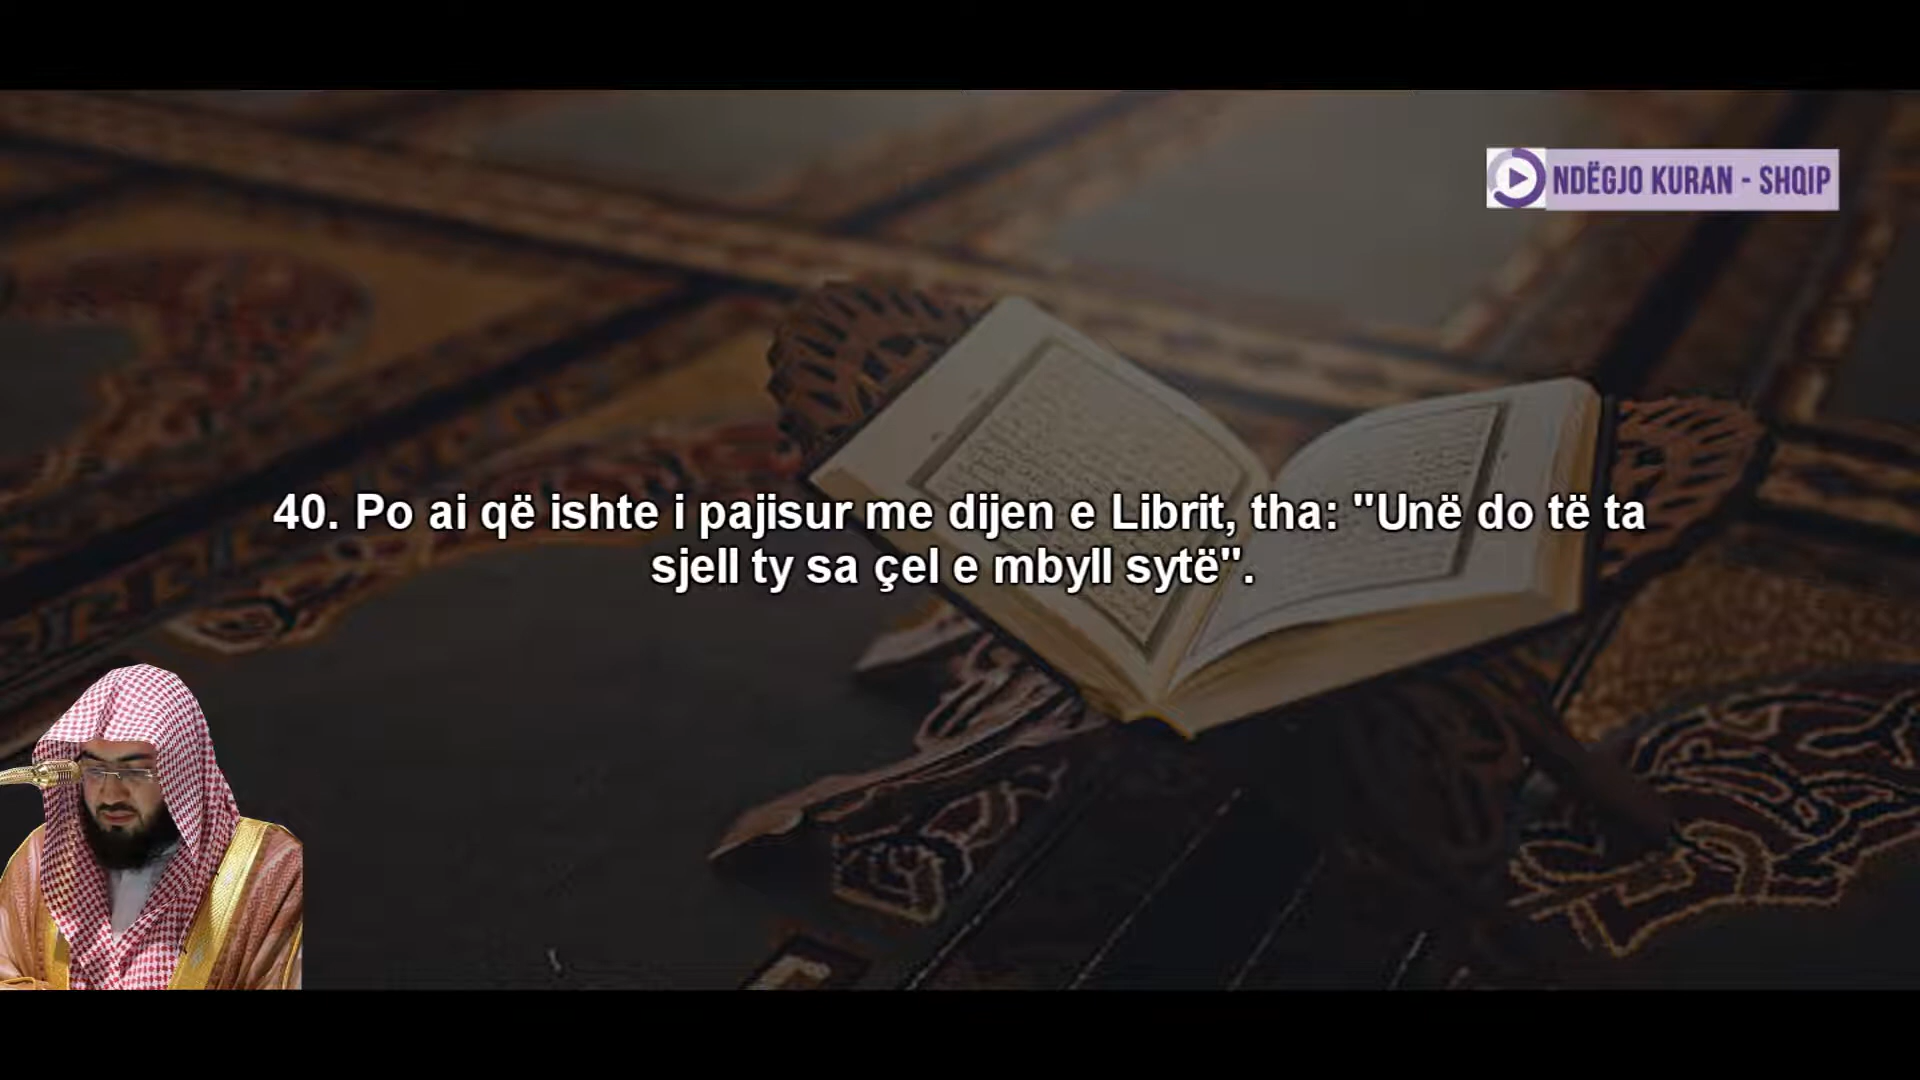 NDËGJO KURAN - SHQIP
40. Po ai që ishte i pajisur me dijen e Librit, tha: "Unë do të ta
sjell ty sa çel e mbyll sytë".